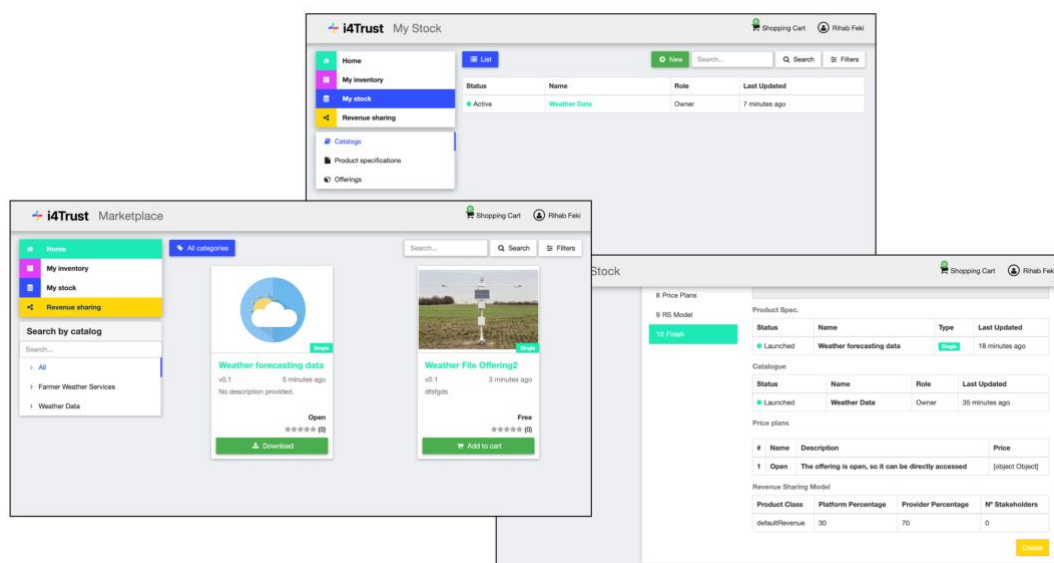 i4Trust My Stock
Shopping Cart
Rihab Feki
Home
My inventory
My stock
Revenue sharing
Catalogs
Product specifications
Offerings
List
New
Search...
Search
Filters
Status Name Role Last Updated
Active Weather Data Owner 7 minutes ago
i4Trust Marketplace
Shopping Cart
Rihab Feki
Home
My inventory
My stock
Revenue sharing
Search by catalog
Search...
All
Farmer Weather Services
Weather Data
All categories
Search...
Search
Filters
Single
Weather forecasting data
v0.1 5 minutes ago
No description provided.
Open
(0)
Download
Single
Weather File Offering2
v0.1 3 minutes ago
dfsfgds
Free
(0)
Add to cart
Stock
Shopping Cart
Rihab Fek
8 Price Plans
9 RS Model
10 Finish
Product Spec.
Status Name Type Last Updated
Launched Weather forecasting data Single 18 minutes ago
Catalogue
Status Name Role Last Updated
Launched Weather Data Owner 35 minutes ago
Price plans
# Name Description Price
1 Open The offering is open, so it can be directly accessed [object Object]
Revenue Sharing Model
Product Class Platform Percentage Provider Percentage Nº Stakeholders
defaultRevenue 30 70 0
Create